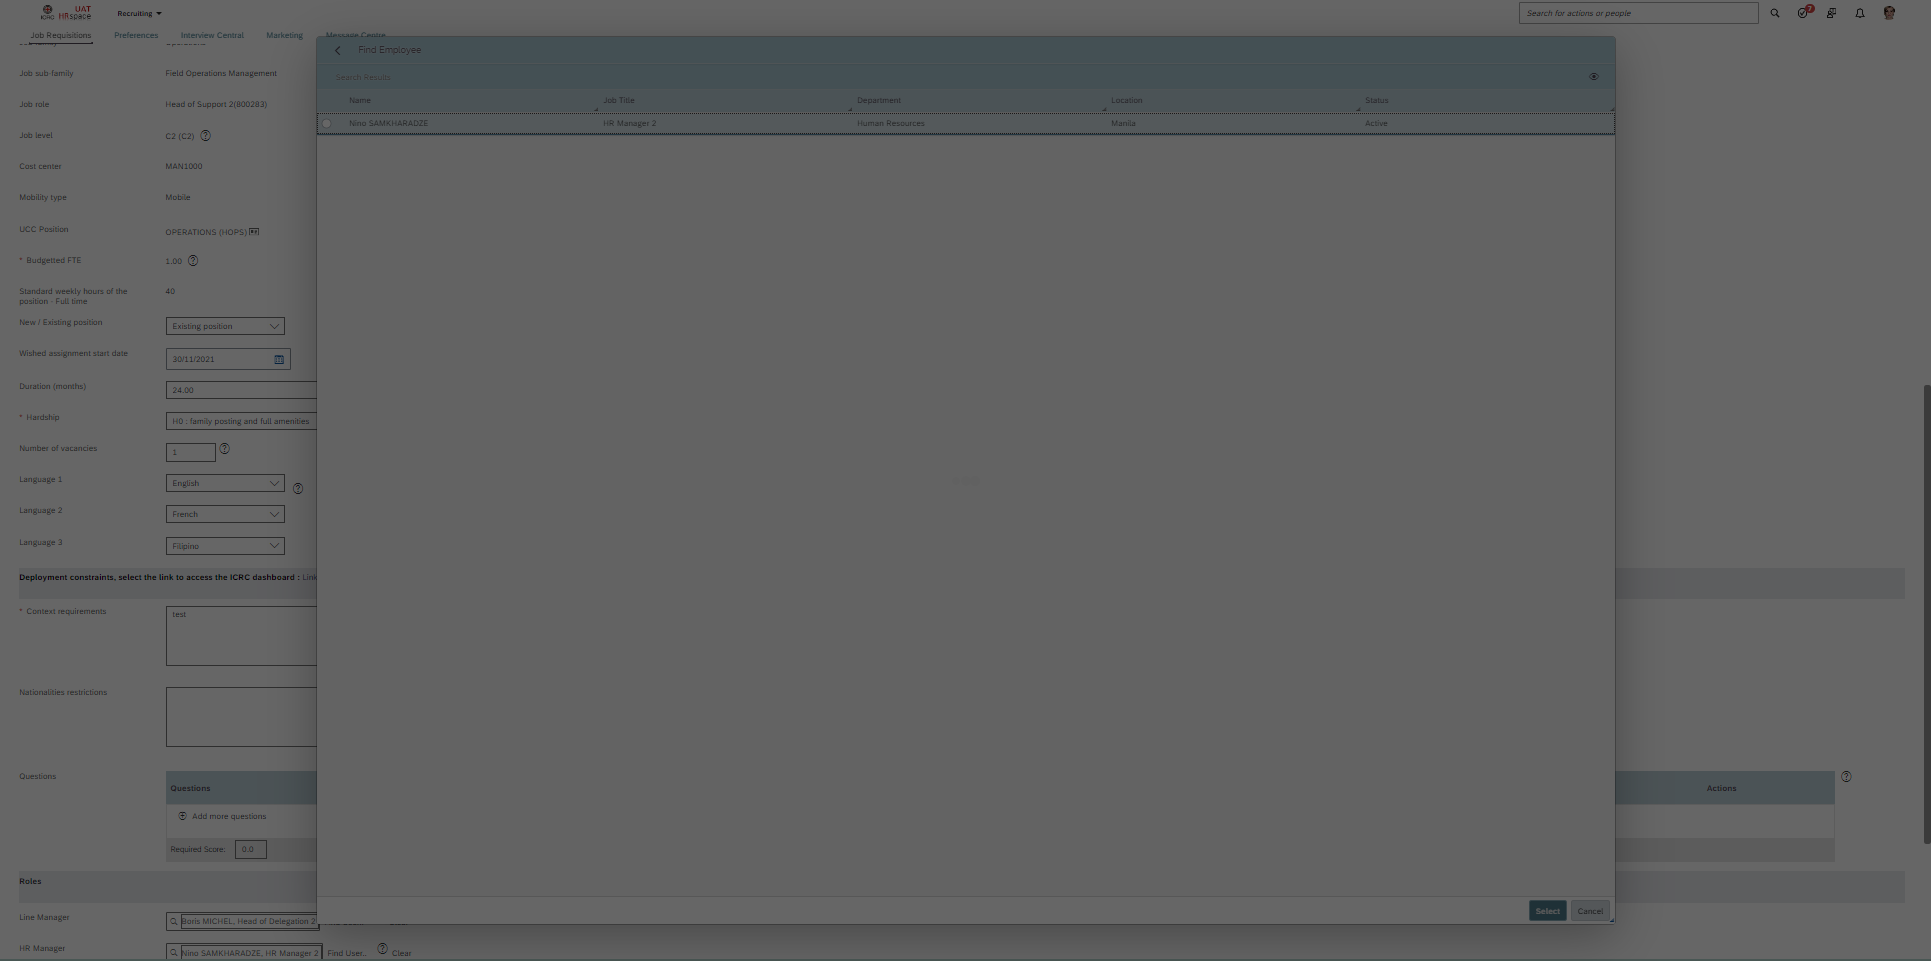 UAT
ICRC HRspace
Recruiting
Search for actions or people
7
Job Requisitions
Preferences
Interview Central
Marketing
Message Centre
Find Employee
Search Results
Name
Job Title
Department
Location
Status
Nino SAMKHARADZE
HR Manager 2
Human Resources
Manila
Active
Job sub-family
Field Operations Management
Job role
Head of Support 2(800283)
Job level
C2 (C2)
Cost center
MAN1000
Mobility type
Mobile
UCC Position
OPERATIONS (HOPS)
* Budgetted FTE
1.00
Standard weekly hours of the
position - Full time
40
New / Existing position
Existing position
Wished assignment start date
30/11/2021
Duration (months)
24.00
* Hardship
H0 : family posting and full amenities
Number of vacancies
1
Language 1
English
Language 2
French
Language 3
Filipino
Deployment constraints, select the link to access the ICRC dashboard : Link
* Context requirements
test
Nationalities restrictions
Questions
Questions
Actions
Add more questions
Required Score:
0.0
Roles
Select
Cancel
Line Manager
Boris MICHEL, Head of Delegation 2
HR Manager
Nino SAMKHARADZE, HR Manager 2
Find User..
Clear